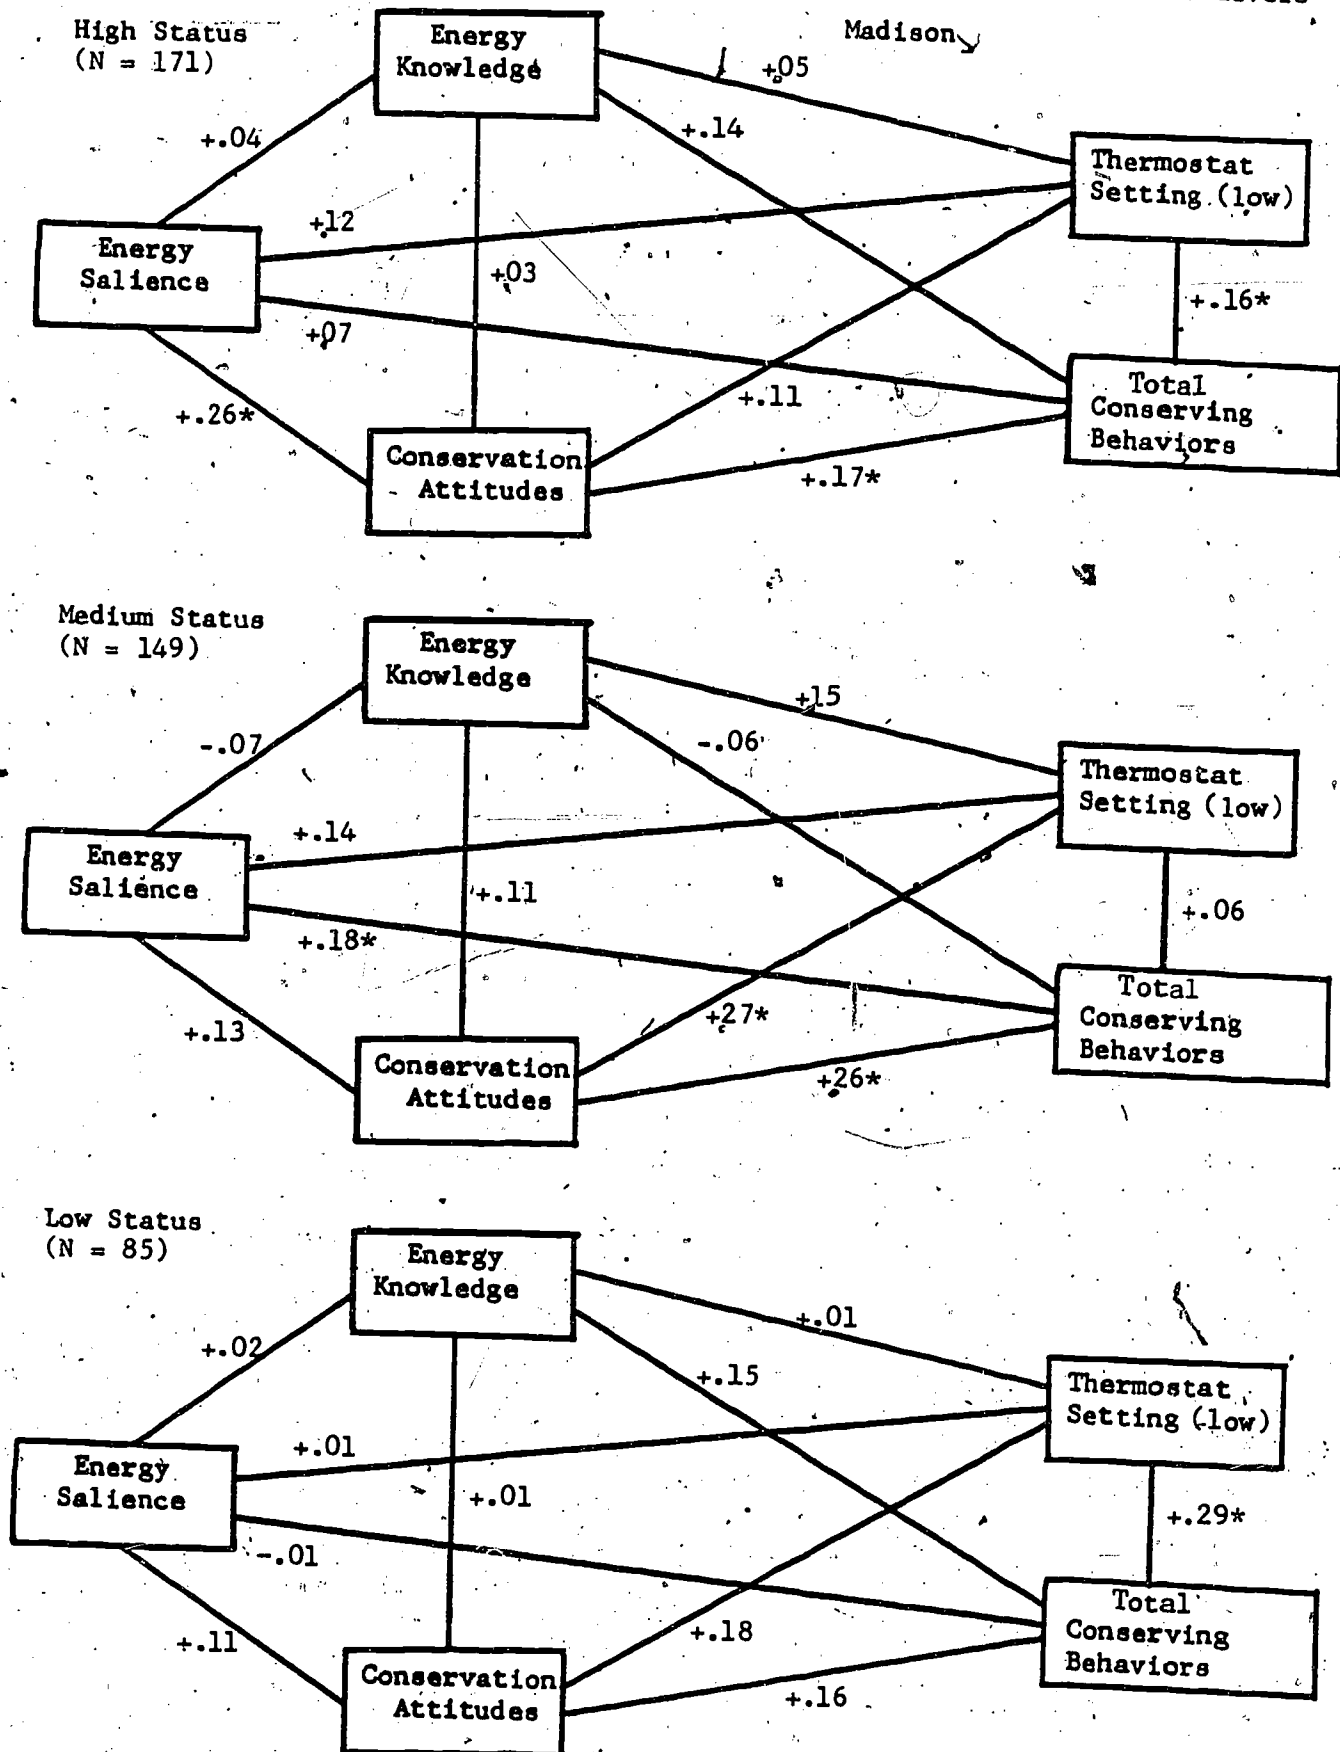 High Status
(N = 171)
Madison
Energy
Knowledge
+.05
+.04
+.14
Thermostat
Setting (low)
+.12
Energy
Salience
+.03
+.16*
+.07
Total
Conserving
Behaviors
+.26*
+.11
Conservation
Attitudes
+.17*
Medium Status
(N = 149)
Energy
Knowledge
+.15
-.07
-.06
Thermostat
Setting (low)
+.14
Energy
Salience
+.11
+.06
+.18*
Total
Conserving
Behaviors
+.13
+.27*
Conservation
Attitudes
+.26*
Low Status
(N = 85)
Energy
Knowledge
+.01
+.02
+.15
Thermostat
Setting (low)
+.01
Energy
Salience
+.01
+.29*
-.01
Total
Conserving
Behaviors
+.11
+.18
Conservation
Attitudes
+.16